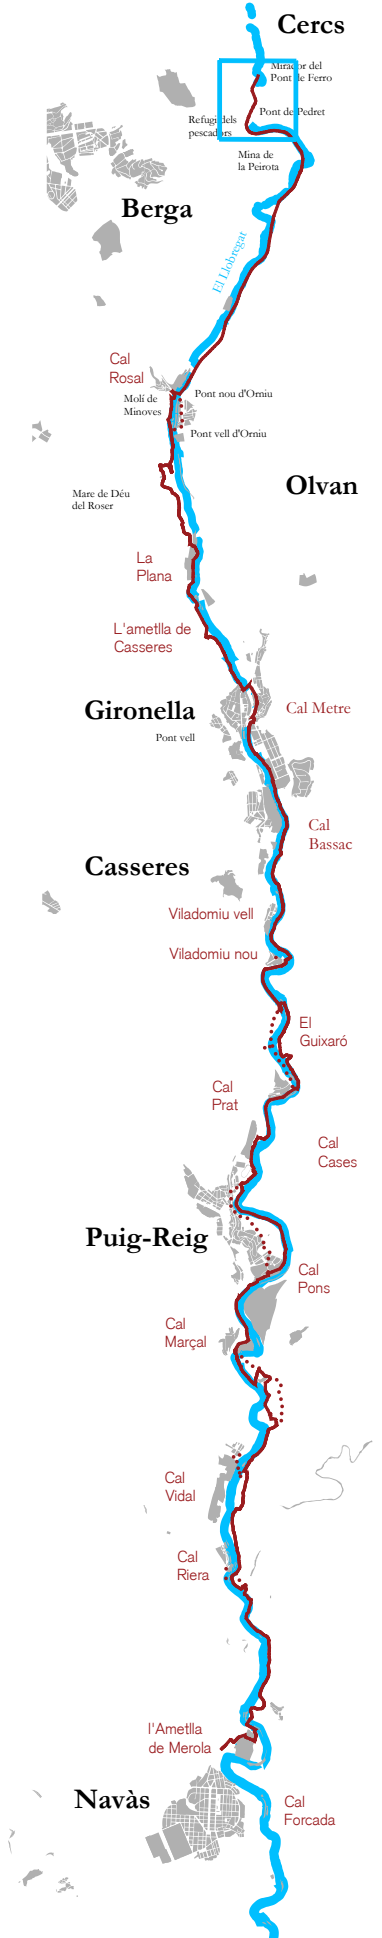 Cercs
Mirador del
Pont de Ferro
Pont de Pedret
Refugi dels
pescadors
Mina de
la Peirota
Berga
El Llobregat
Cal
Rosal
Pont nou d'Orniu
Molí de
Minoves
Pont vell d'Orniu
Olvan
Mare de Déu
del Roser
La
Plana
L'ametlla de
Casseres
Gironella
Cal Metre
Pont vell
Cal
Bassac
Casseres
Viladomiu vell
Viladomiu nou
El
Guixaró
Cal
Prat
Cal
Cases
Puig-Reig
Cal
Pons
Cal
Marçal
Cal
Vidal
Cal
Riera
l'Ametlla
de Merola
Navàs
Cal
Forcada